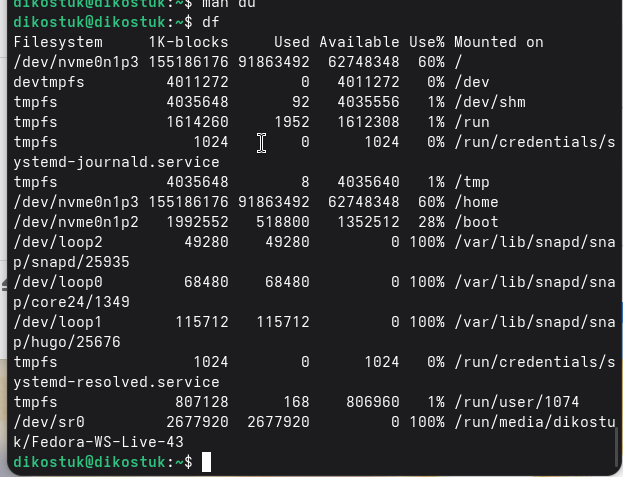 dikostuk@dikostuk:~$ man du
dikostuk@dikostuk:~$ df
Filesystem     1K-blocks     Used Available Use% Mounted on
/dev/nvme0n1p3 155186176 91863492  62748348  60% /
devtmpfs         4011272        0   4011272   0% /dev
tmpfs            4035648       92   4035556   1% /dev/shm
tmpfs            1614260     1952   1612308   1% /run
tmpfs               1024        0      1024   0% /run/credentials/s
ystemd-journald.service
tmpfs            4035648        8   4035640   1% /tmp
/dev/nvme0n1p3 155186176 91863492  62748348  60% /home
/dev/nvme0n1p2   1992552   518800   1352512  28% /boot
/dev/loop2         49280    49280         0 100% /var/lib/snapd/sna
p/snapd/25935
/dev/loop0         68480    68480         0 100% /var/lib/snapd/sna
p/core24/1349
/dev/loop1        115712   115712         0 100% /var/lib/snapd/sna
p/hugo/25676
tmpfs               1024        0      1024   0% /run/credentials/s
ystemd-resolved.service
tmpfs             807128      168    806960   1% /run/user/1074
/dev/sr0         2677920  2677920         0 100% /run/media/dikostu
k/Fedora-WS-Live-43
dikostuk@dikostuk:~$